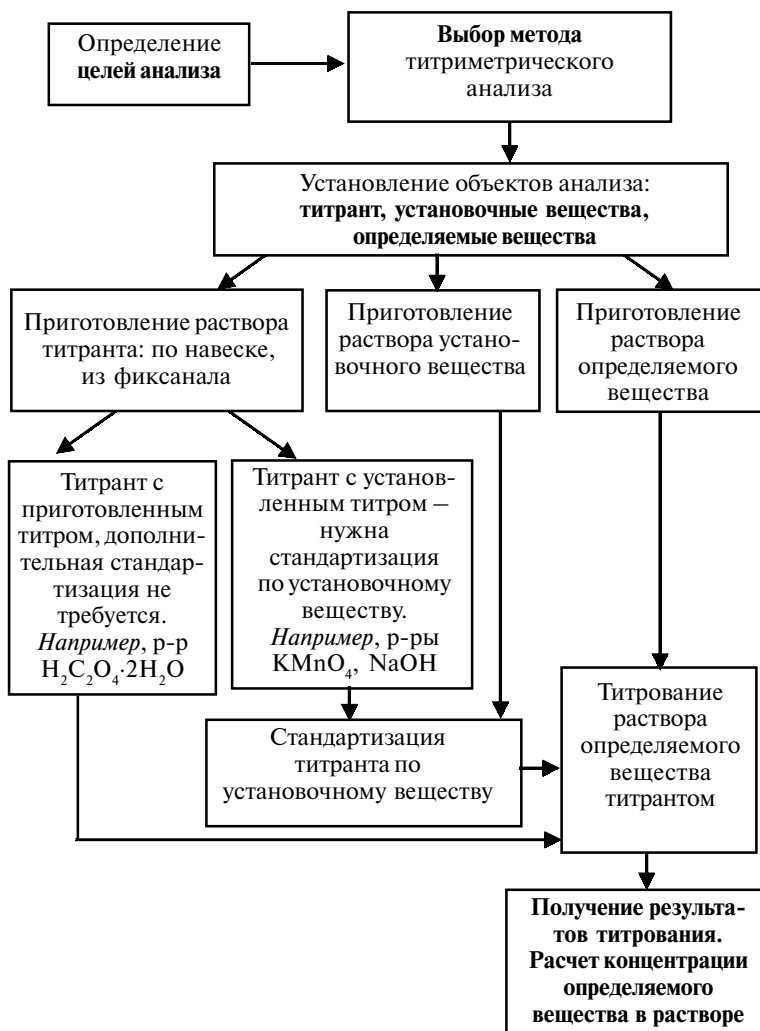 Определение
целей анализа
Выбор метода
титриметрического
анализа
Установление объектов анализа:
титрант, установочные вещества,
определяемые вещества
Приготовление раствора
титранта: по навеске,
из фиксанала
Приготовление
раствора устано-
вочного вещества
Приготовление
раствора
определяемого
вещества
Титрант с
приготовленным
титром, дополни-
тельная стандар-
тизация не
требуется.
Например, р-р
H₂C₂O₄·2H₂O
Титрант с установ-
ленным титром –
нужна
стандартизация
по установочному
веществу.
Например, р-ры
KMnO₄, NaOH
Стандартизация
титранта по
установочному веществу
Титрование
раствора
определяемого
вещества
титрантом
Получение результа-
тов титрования.
Расчет концентрации
определяемого
вещества в растворе